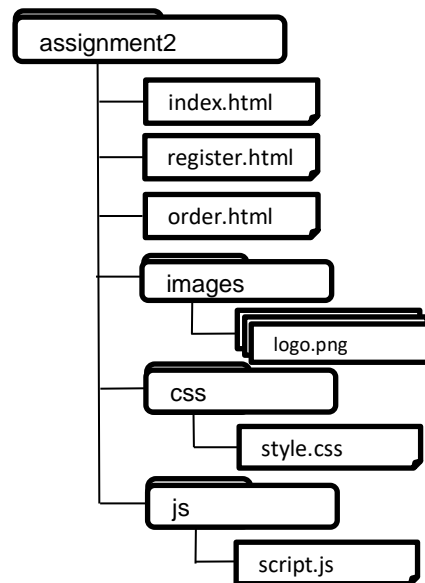 assignment2
index.html
register.html
order.html
images
logo.png
css
style.css
js
script.js